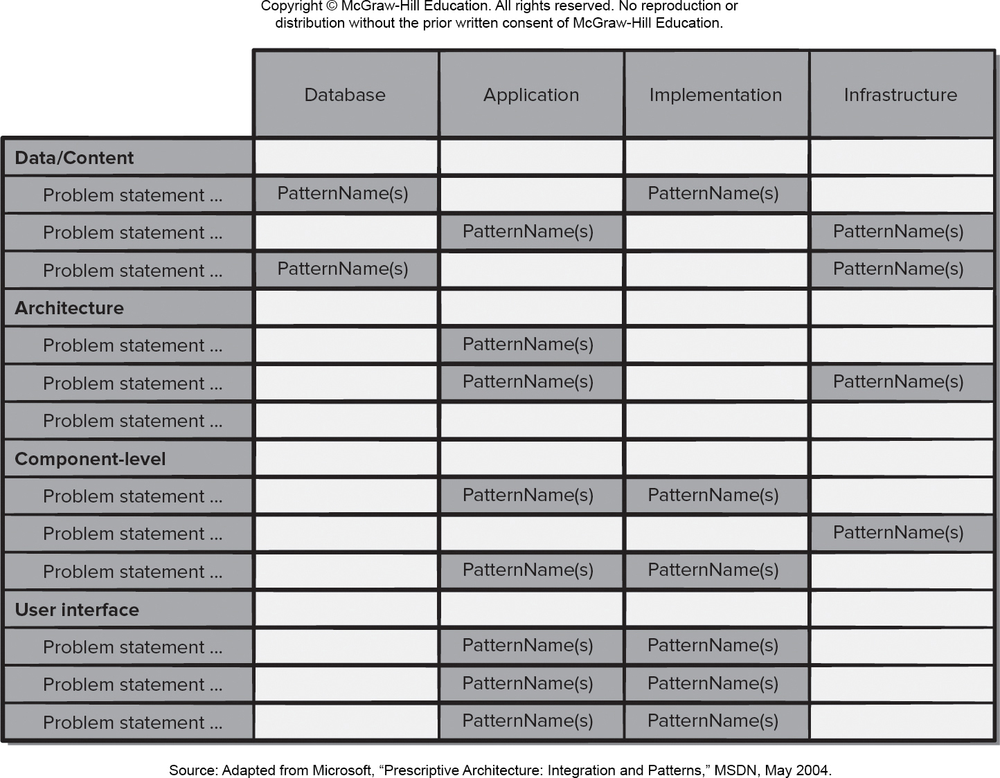 Copyright © McGraw-Hill Education. All rights reserved. No reproduction or
distribution without the prior written consent of McGraw-Hill Education.
Database Application Implementation Infrastructure
Data/Content
Problem statement ... PatternName(s) PatternName(s)
Problem statement ... PatternName(s) PatternName(s)
Problem statement ... PatternName(s) PatternName(s)
Architecture
Problem statement ... PatternName(s)
Problem statement ... PatternName(s) PatternName(s)
Problem statement ...
Component-level
Problem statement ... PatternName(s) PatternName(s)
Problem statement ... PatternName(s)
Problem statement ... PatternName(s) PatternName(s)
User interface
Problem statement ... PatternName(s) PatternName(s)
Problem statement ... PatternName(s) PatternName(s)
Problem statement ... PatternName(s) PatternName(s)
Source: Adapted from Microsoft, “Prescriptive Architecture: Integration and Patterns,” MSDN, May 2004.